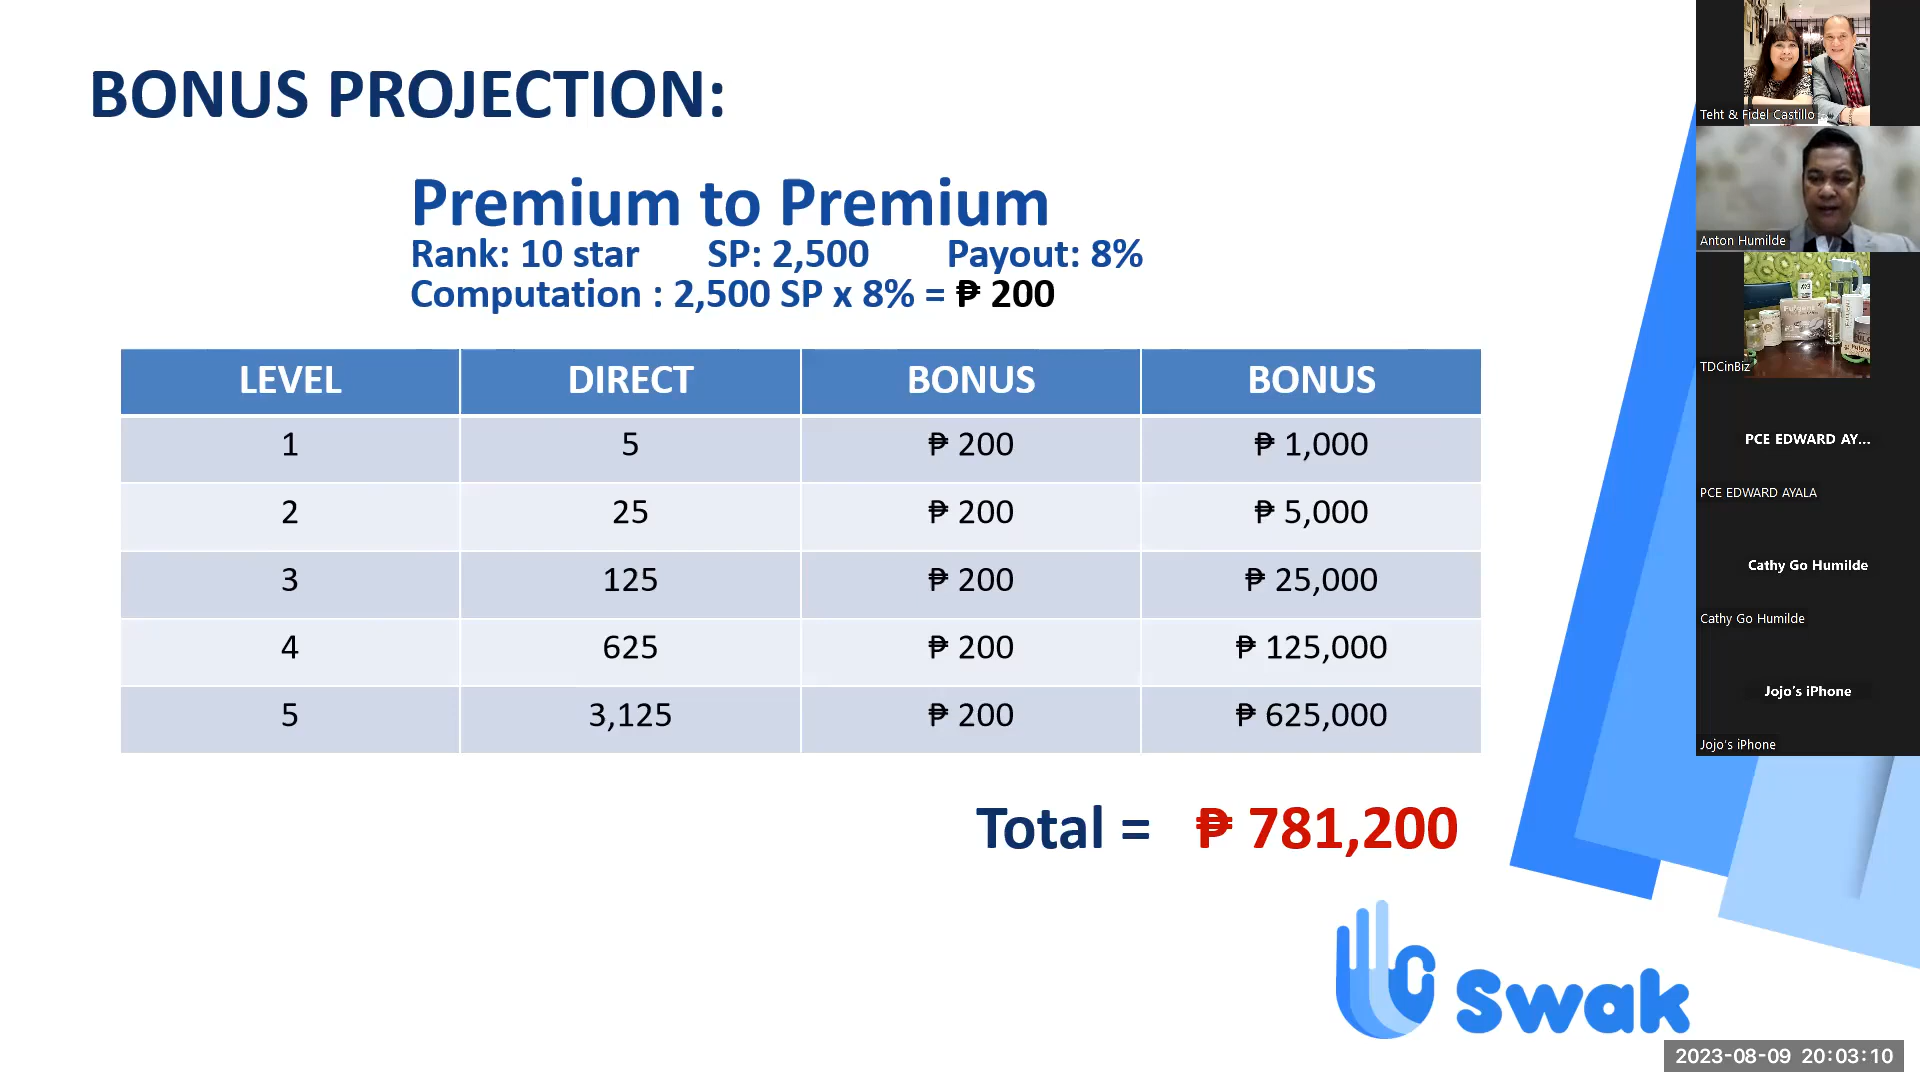 BONUS PROJECTION:
Premium to Premium
Rank: 10 star SP: 2,500 Payout: 8%
Computation : 2,500 SP x 8% = ₱ 200
LEVEL DIRECT BONUS BONUS
1 5 ₱ 200 ₱ 1,000
2 25 ₱ 200 ₱ 5,000
3 125 ₱ 200 ₱ 25,000
4 625 ₱ 200 ₱ 125,000
5 3,125 ₱ 200 ₱ 625,000
Total = ₱ 781,200
Swak
Teht & Fidel Castillo
Anton Humilde
TDCinBiz
PCE EDWARD AY...
PCE EDWARD AYALA
Cathy Go Humilde
Cathy Go Humilde
Jojo's iPhone
Jojo's iPhone
2023-08-09 20:03:10